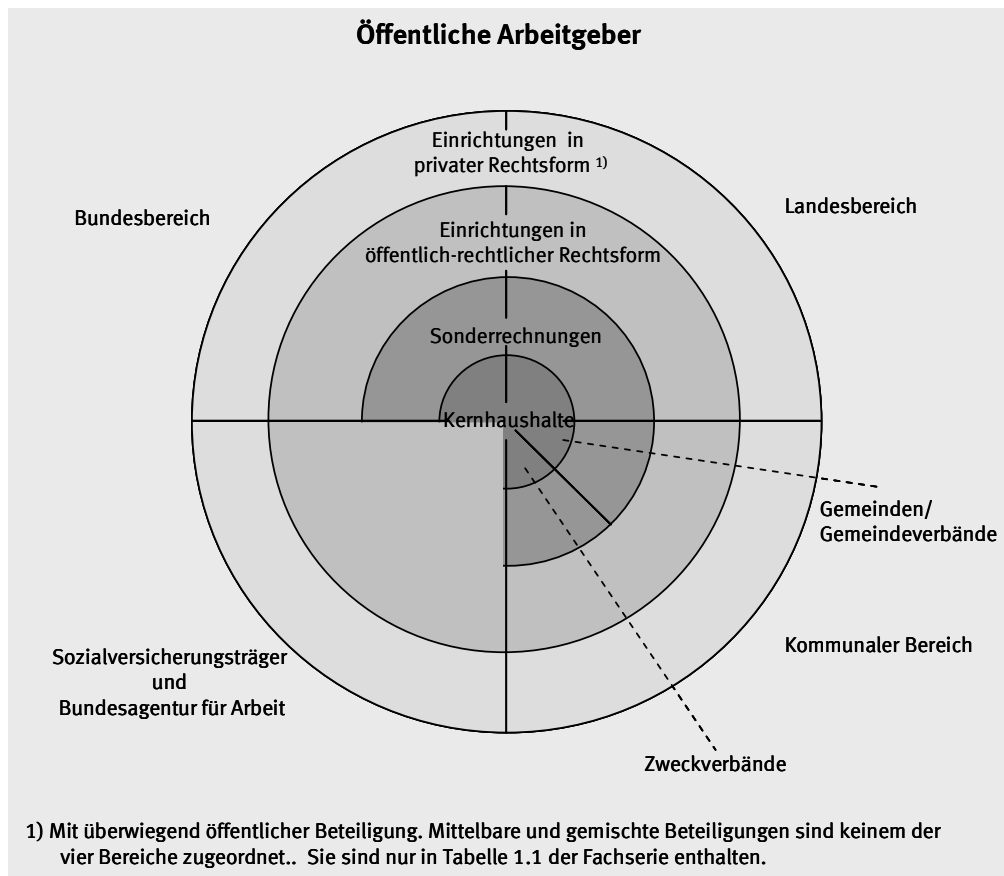 Öffentliche Arbeitgeber
Einrichtungen in
privater Rechtsform 1)
Bundesbereich
Landesbereich
Einrichtungen in
öffentlich-rechtlicher Rechtsform
Sonderrechnungen
Kernhaushalte
Gemeinden/
Gemeindeverbände
Kommunaler Bereich
Sozialversicherungsträger
und
Bundesagentur für Arbeit
Zweckverbände
1) Mit überwiegend öffentlicher Beteiligung. Mittelbare und gemischte Beteiligungen sind keinem der
vier Bereiche zugeordnet.. Sie sind nur in Tabelle 1.1 der Fachserie enthalten.